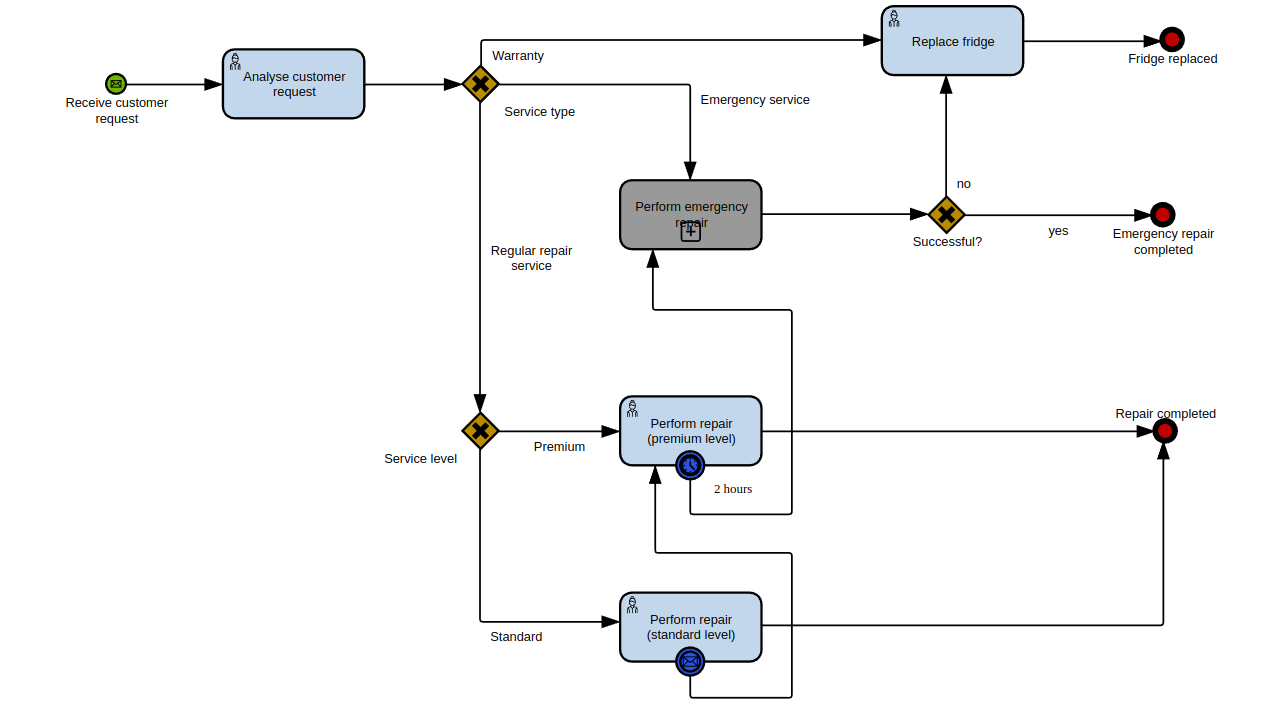 Receive customer
request
Analyse customer
request
Warranty
Service type
Emergency service
Replace fridge
Fridge replaced
Perform emergency
repair
no
Successful?
yes
Emergency repair
completed
Regular repair
service
Service level
Premium
Perform repair
(premium level)
2 hours
Repair completed
Standard
Perform repair
(standard level)